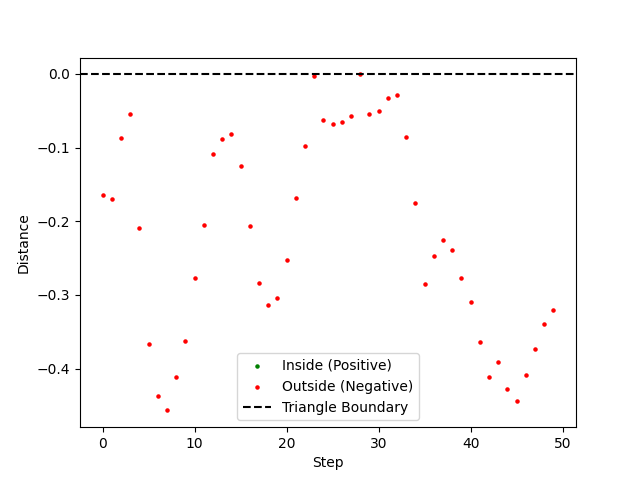 0.0
−0.1
−0.2
−0.3
−0.4
Distance
Inside (Positive)
Outside (Negative)
Triangle Boundary
0 10 20 30 40 50
Step